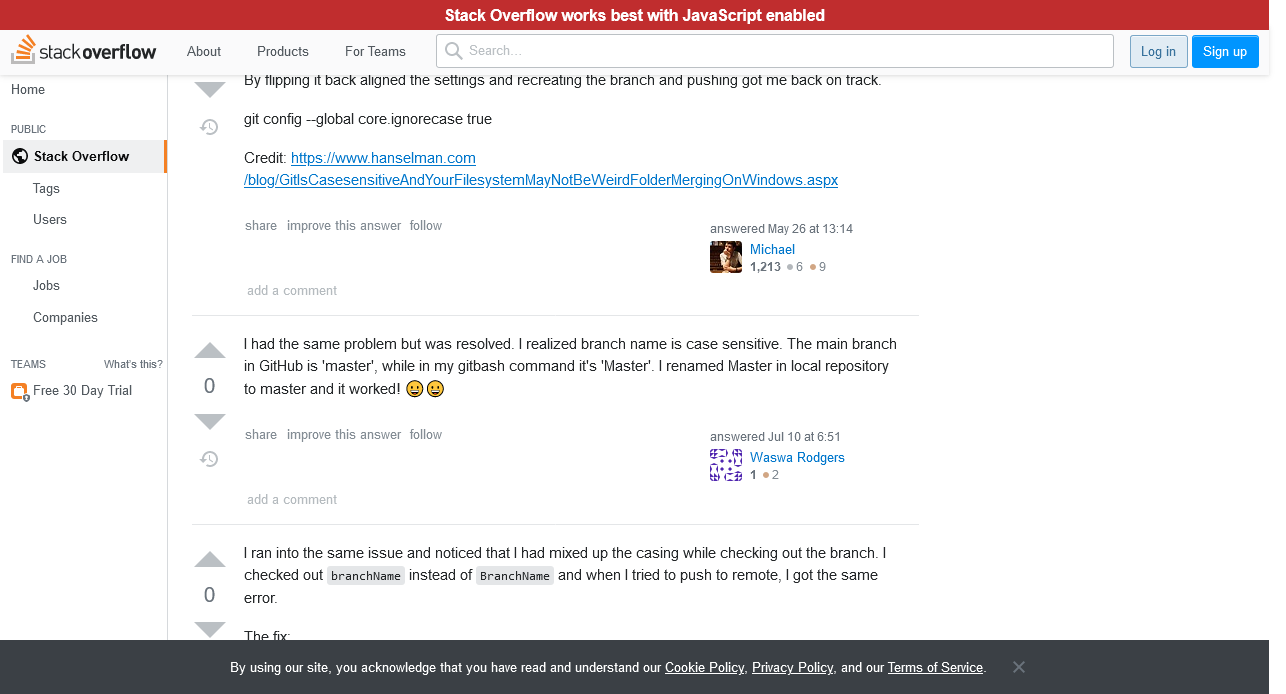 Stack Overflow works best with JavaScript enabled
stackoverflow
About
Products
For Teams
Search…
Log in
Sign up
Home
PUBLIC
Stack Overflow
Tags
Users
FIND A JOB
Jobs
Companies
TEAMS
What's this?
Free 30 Day Trial
By flipping it back aligned the settings and recreating the branch and pushing got me back on track.
git config --global core.ignorecase true
Credit: https://www.hanselman.com
/blog/GitIsCasesensitiveAndYourFilesystemMayNotBeWeirdFolderMergingOnWindows.aspx
share improve this answer follow
answered May 26 at 13:14
Michael
1,213 ●6 ●9
add a comment
0
I had the same problem but was resolved. I realized branch name is case sensitive. The main branch
in GitHub is 'master', while in my gitbash command it's 'Master'. I renamed Master in local repository
to master and it worked! 😀😀
share improve this answer follow
answered Jul 10 at 6:51
Waswa Rodgers
1 ●2
add a comment
0
I ran into the same issue and noticed that I had mixed up the casing while checking out the branch. I
checked out branchName instead of BranchName and when I tried to push to remote, I got the same
error.
The fix:
By using our site, you acknowledge that you have read and understand our Cookie Policy, Privacy Policy, and our Terms of Service.